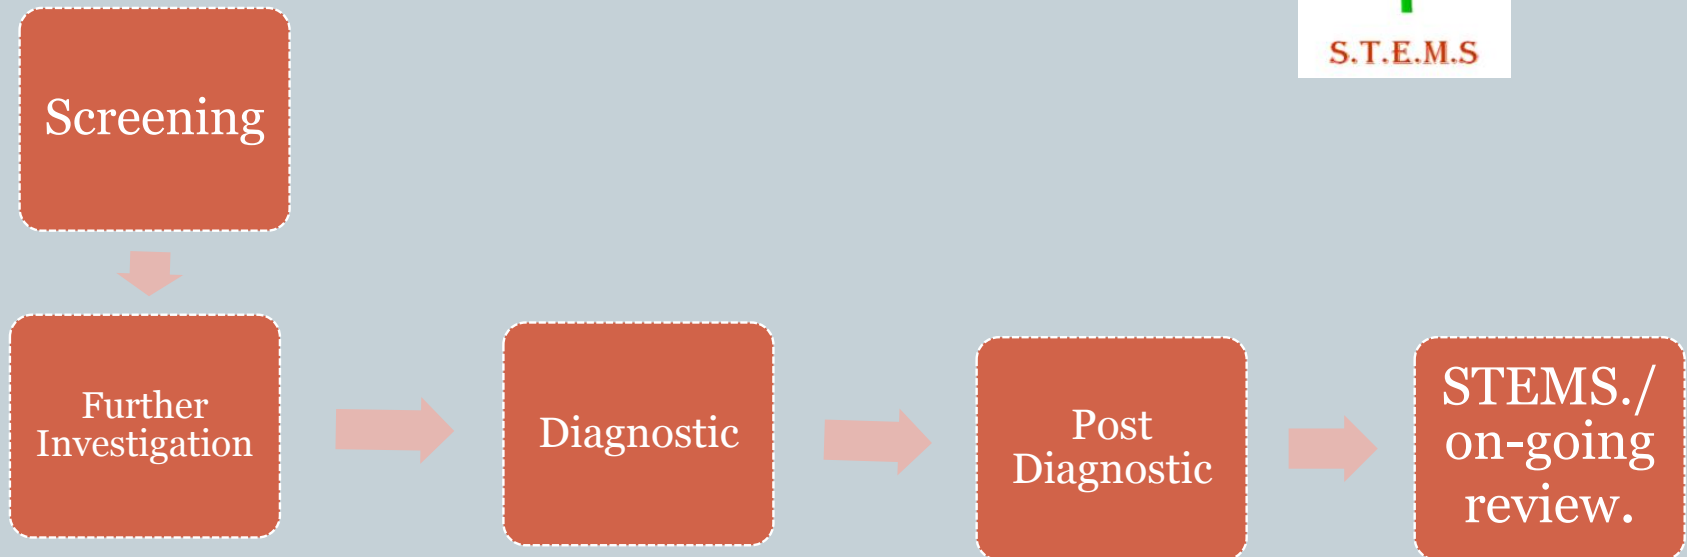 S.T.E.M.S
Screening
Further
Investigation
Diagnostic
Post
Diagnostic
STEMS./
on-going
review.